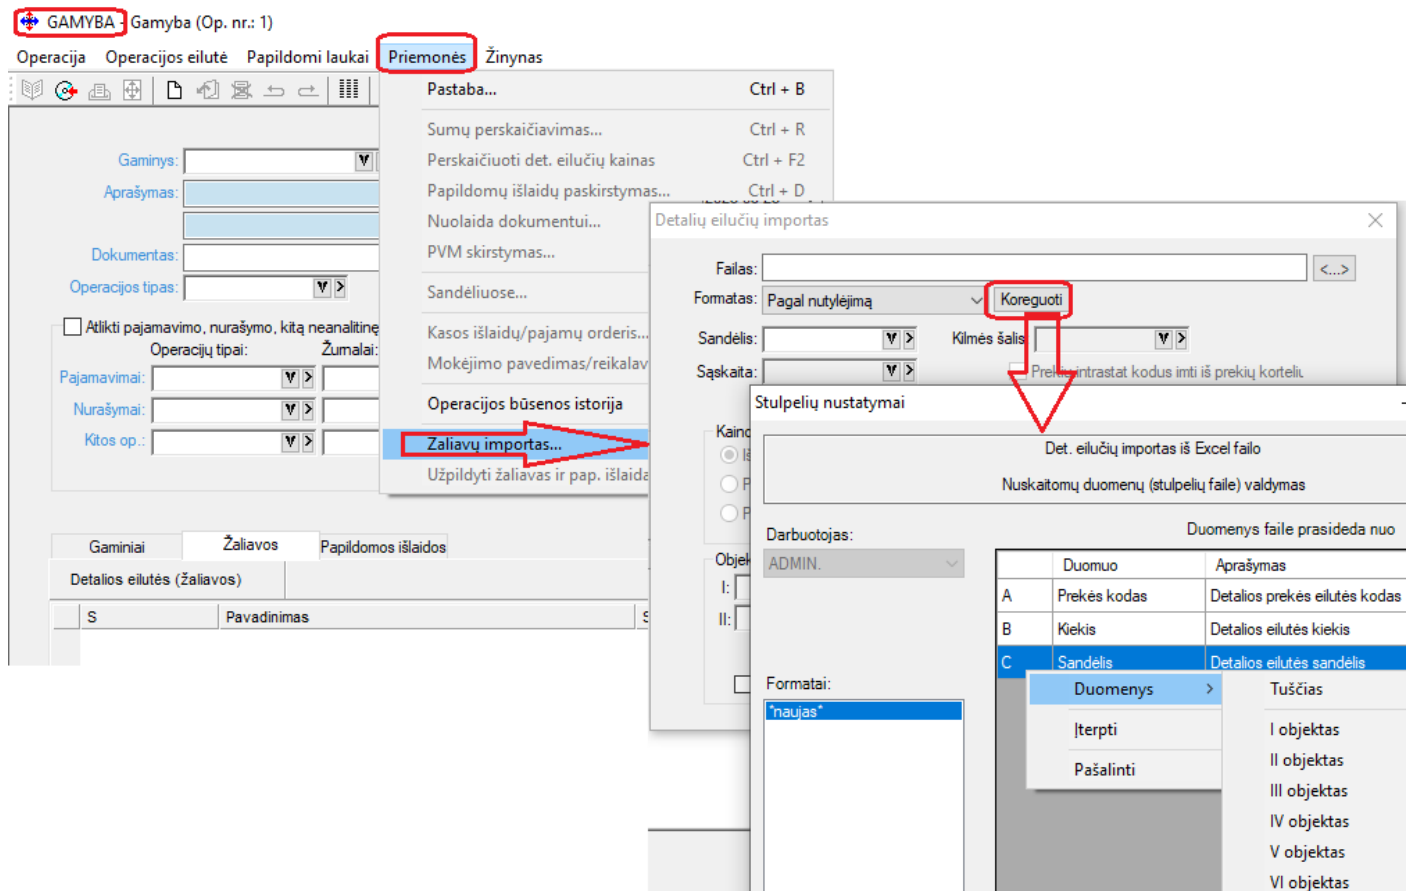 GAMYBA - Gamyba (Op. nr.: 1)
Operacija Operacijos eilutė Papildomi laukai Priemonės Žinynas
Pastaba... Ctrl + B
Sumų perskaičiavimas... Ctrl + R
Perskaičiuoti det. eilučių kainas Ctrl + F2
Papildomų išlaidų paskirstymas... Ctrl + D
Nuolaida dokumentui...
PVM skirstymas...
Sandėliuose...
Kasos išlaidų/pajamų orderis...
Mokėjimo pavedimas/reikalav
Operacijos būsenos istorija
Žaliavų importas...
Užpildyti žaliavas ir pap. išlaida
Gaminys:
Aprašymas:
Dokumentas:
Operacijos tipas:
Atlikti pajamavimo, nurašymo, kitą neanalitinę
Operacijų tipai: Žurnalai:
Pajamavimai:
Nurašymai:
Kitos op.:
Gaminiai Žaliavos Papildomos išlaidos
Detalios eilutės (žaliavos)
S Pavadinimas
Detalių eilučių importas
Failas: <...>
Formatas: Pagal nutylėjimą Koreguoti
Sandėlis: Kilmės šalis
Sąskaita: Prekių intrastat kodus imti iš prekių
Kaino
Objek
I:
II:
Stulpelių nustatymai
Det. eilučių importas iš Excel failo
Nuskaitomų duomenų (stulpelių faile) valdymas
Darbuotojas:
ADMIN.
Duomenys faile prasideda nuo
Duomuo Aprašymas
A Prekės kodas Detalios prekės eilutės kodas
B Kiekis Detalios eilutės kiekis
C Sandėlis Detalios eilutės sandėlis
Formatai:
*naujas*
Duomenys > Tuščias
Įterpti
Pašalinti
I objektas
II objektas
III objektas
IV objektas
V objektas
VI objektas